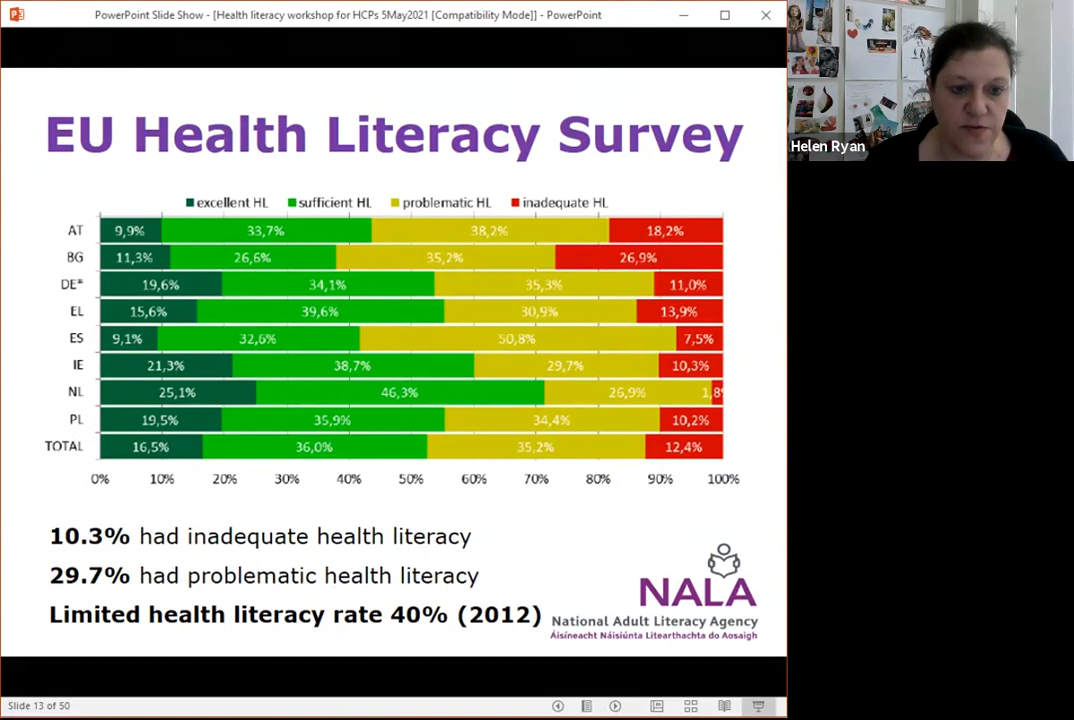 PowerPoint Slide Show - [Health literacy workshop for HCPs 5May2021 [Compatibility Mode]] - PowerPoint
Helen Ryan
EU Health Literacy Survey
excellent HL sufficient HL problematic HL inadequate HL
AT 9,9% 33,7% 38,2% 18,2%
BG 11,3% 26,6% 35,2% 26,9%
DE* 19,6% 34,1% 35,3% 11,0%
EL 15,6% 39,6% 30,9% 13,9%
ES 9,1% 32,6% 50,8% 7,5%
IE 21,3% 38,7% 29,7% 10,3%
NL 25,1% 46,3% 26,9% 1,8%
PL 19,5% 35,9% 34,4% 10,2%
TOTAL 16,5% 36,0% 35,2% 12,4%
0% 10% 20% 30% 40% 50% 60% 70% 80% 90% 100%
10.3% had inadequate health literacy
29.7% had problematic health literacy
Limited health literacy rate 40% (2012)
NALA
National Adult Literacy Agency
Áisíneacht Náisiúnta Litearthachta do Aosaigh
Slide 13 of 50